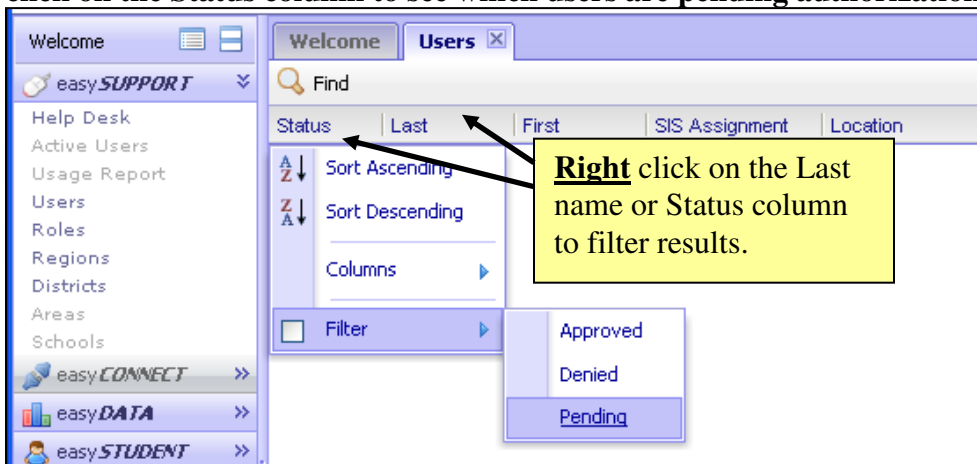 click on the Status column to see which users are pending authorization
Welcome
Welcome Users
easySUPPORT
Find
Help Desk
Active Users
Usage Report
Users
Roles
Regions
Districts
Areas
Schools
easyCONNECT
easyDATA
easySTUDENT
Status Last First SIS Assignment Location
Sort Ascending
Sort Descending
Columns
Filter
Approved
Denied
Pending
Right click on the Last
name or Status column
to filter results.